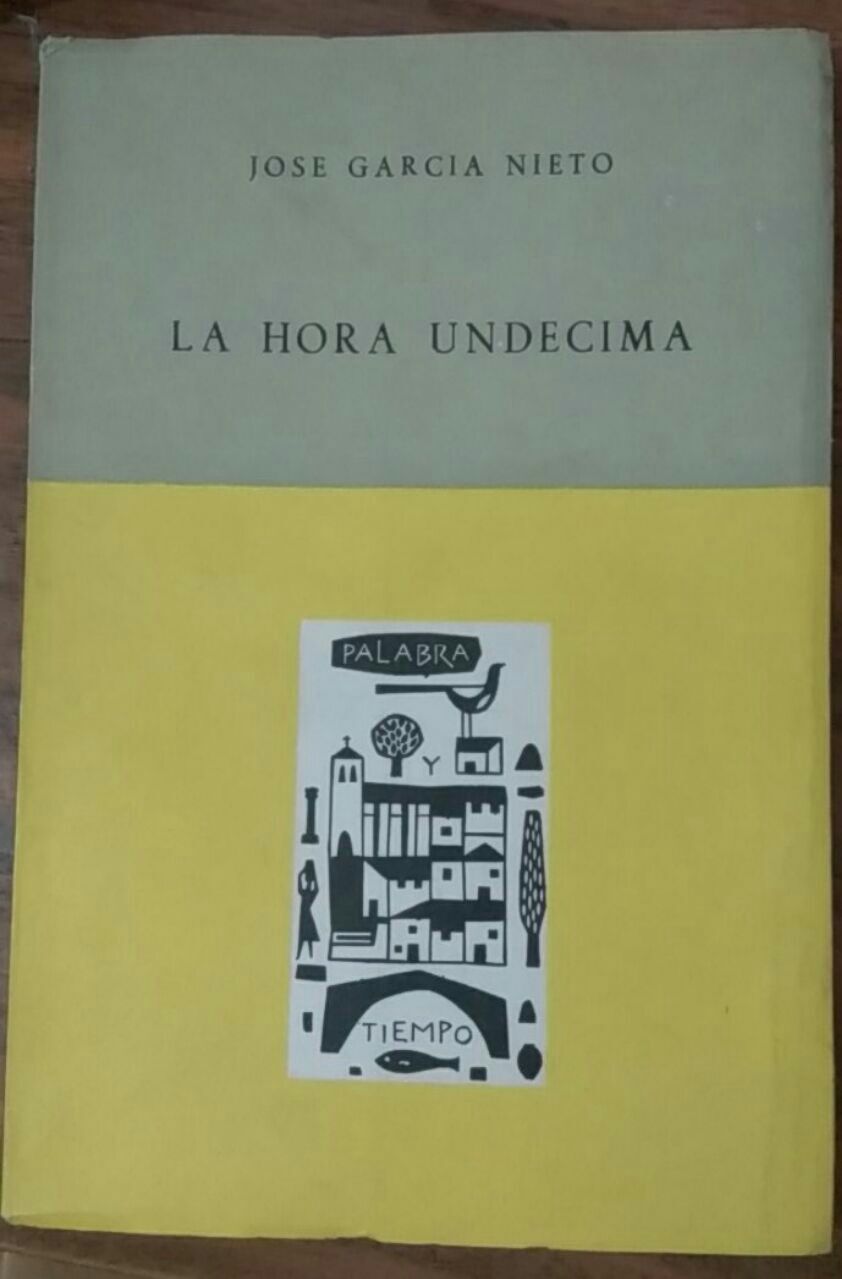 JOSE GARCIA NIETO
LA HORA UNDECIMA
PALABRA
Y
TIEMPO